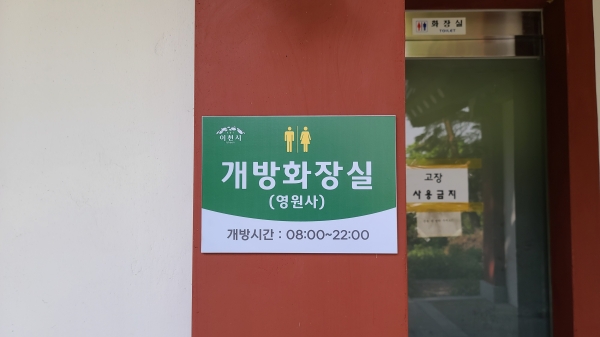 화장실
TOILET
이천시
개방화장실
(영원사)
개방시간 : 08:00~22:00
고장
사용금지